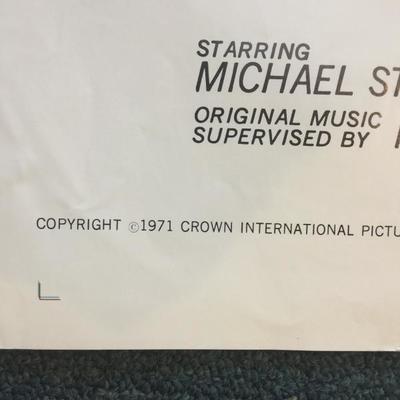 STARRING
MICHAEL ST
ORIGINAL MUSIC
SUPERVISED BY
COPYRIGHT ©1971 CROWN INTERNATIONAL PICTU